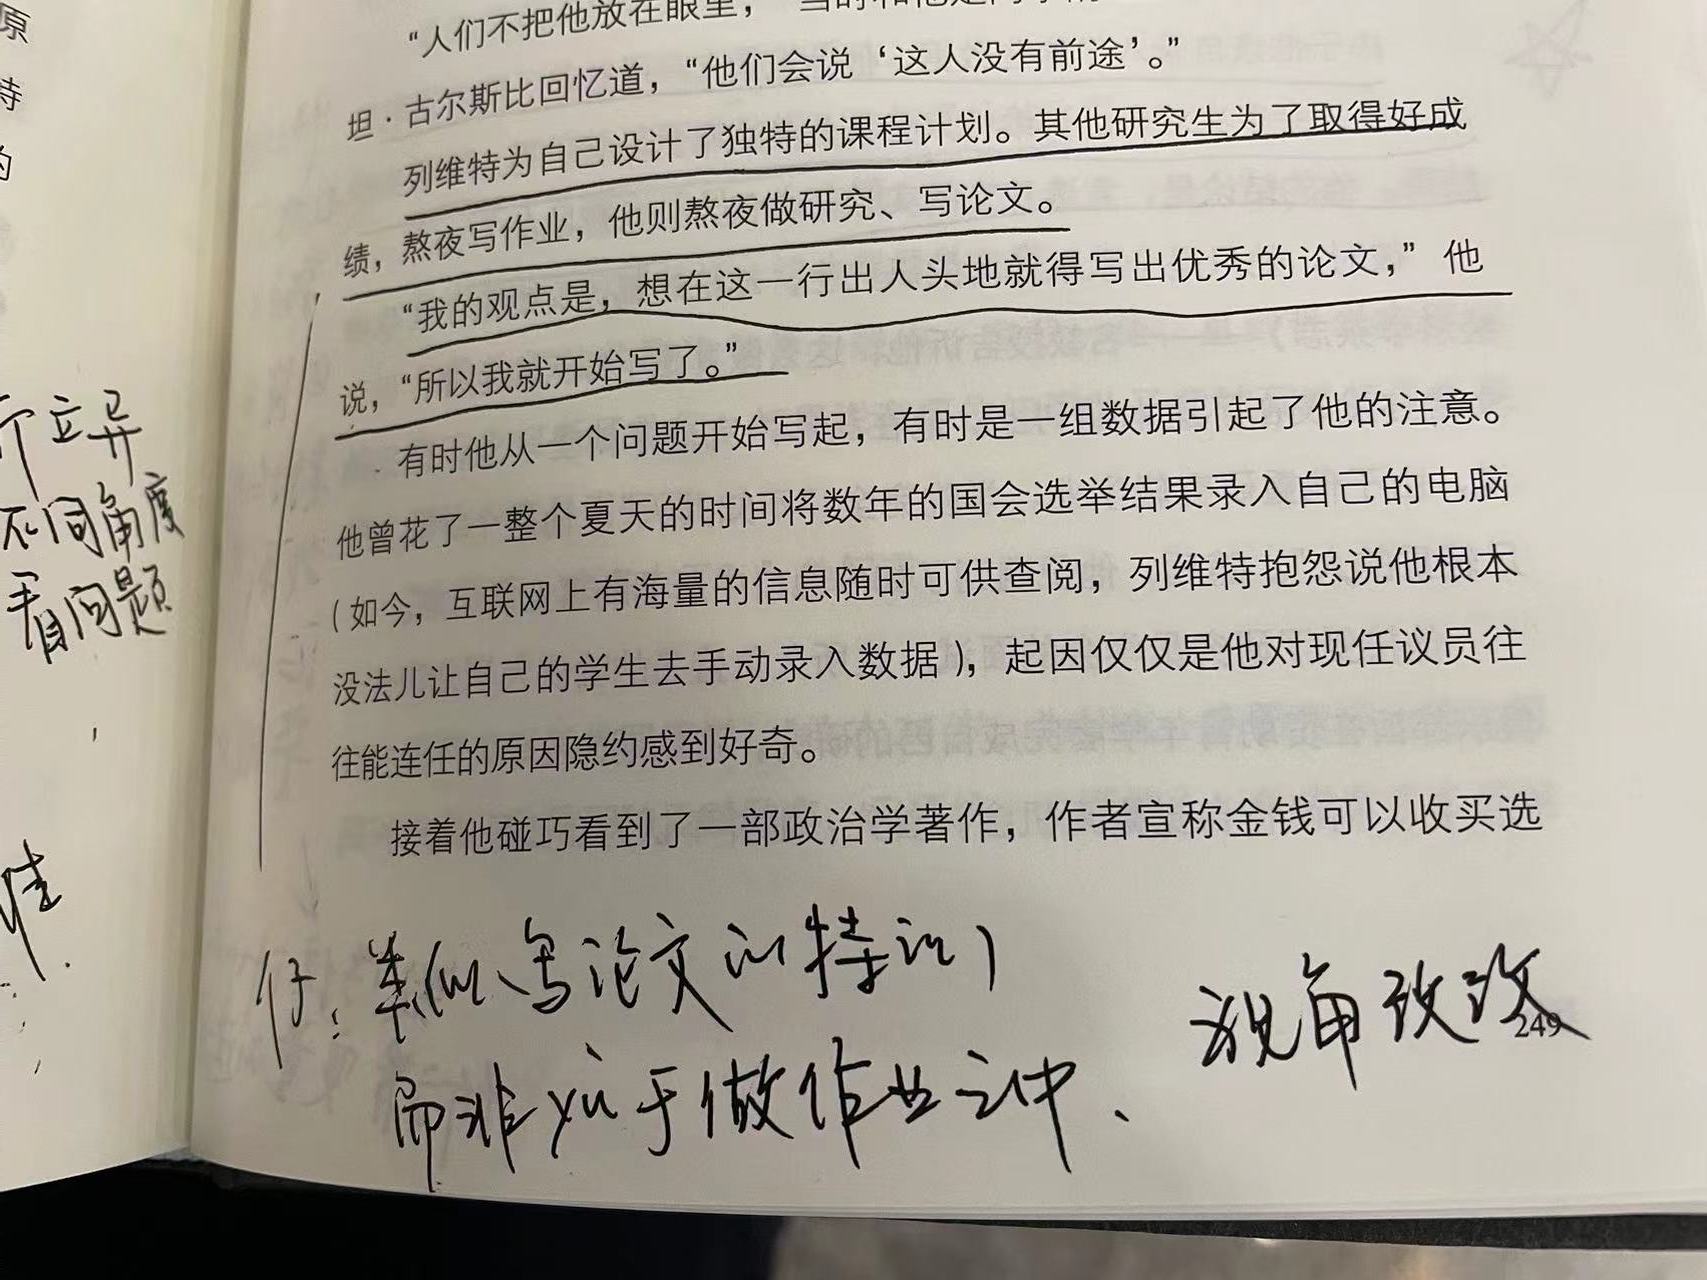 原
特
的
立异
不同角度
看问题
“人们不把他放在眼里，
坦·古尔斯比回忆道，“他们会说‘这人没有前途’。”
列维特为自己设计了独特的课程计划。其他研究生为了取得好成
绩，熬夜写作业，他则熬夜做研究、写论文。
“我的观点是，想在这一行出人头地就得写出优秀的论文，”他
说，“所以我就开始写了。”
有时他从一个问题开始写起，有时是一组数据引起了他的注意。
他曾花了一整个夏天的时间将数年的国会选举结果录入自己的电脑
（如今，互联网上有海量的信息随时可供查阅，列维特抱怨说他根本
没法儿让自己的学生去手动录入数据），起因仅仅是他对现任议员往
往能连任的原因隐约感到好奇。
接着他碰巧看到了一部政治学著作，作者宣称金钱可以收买选
类似写论文的特训
而非 于做作业之中、
视角改改
249